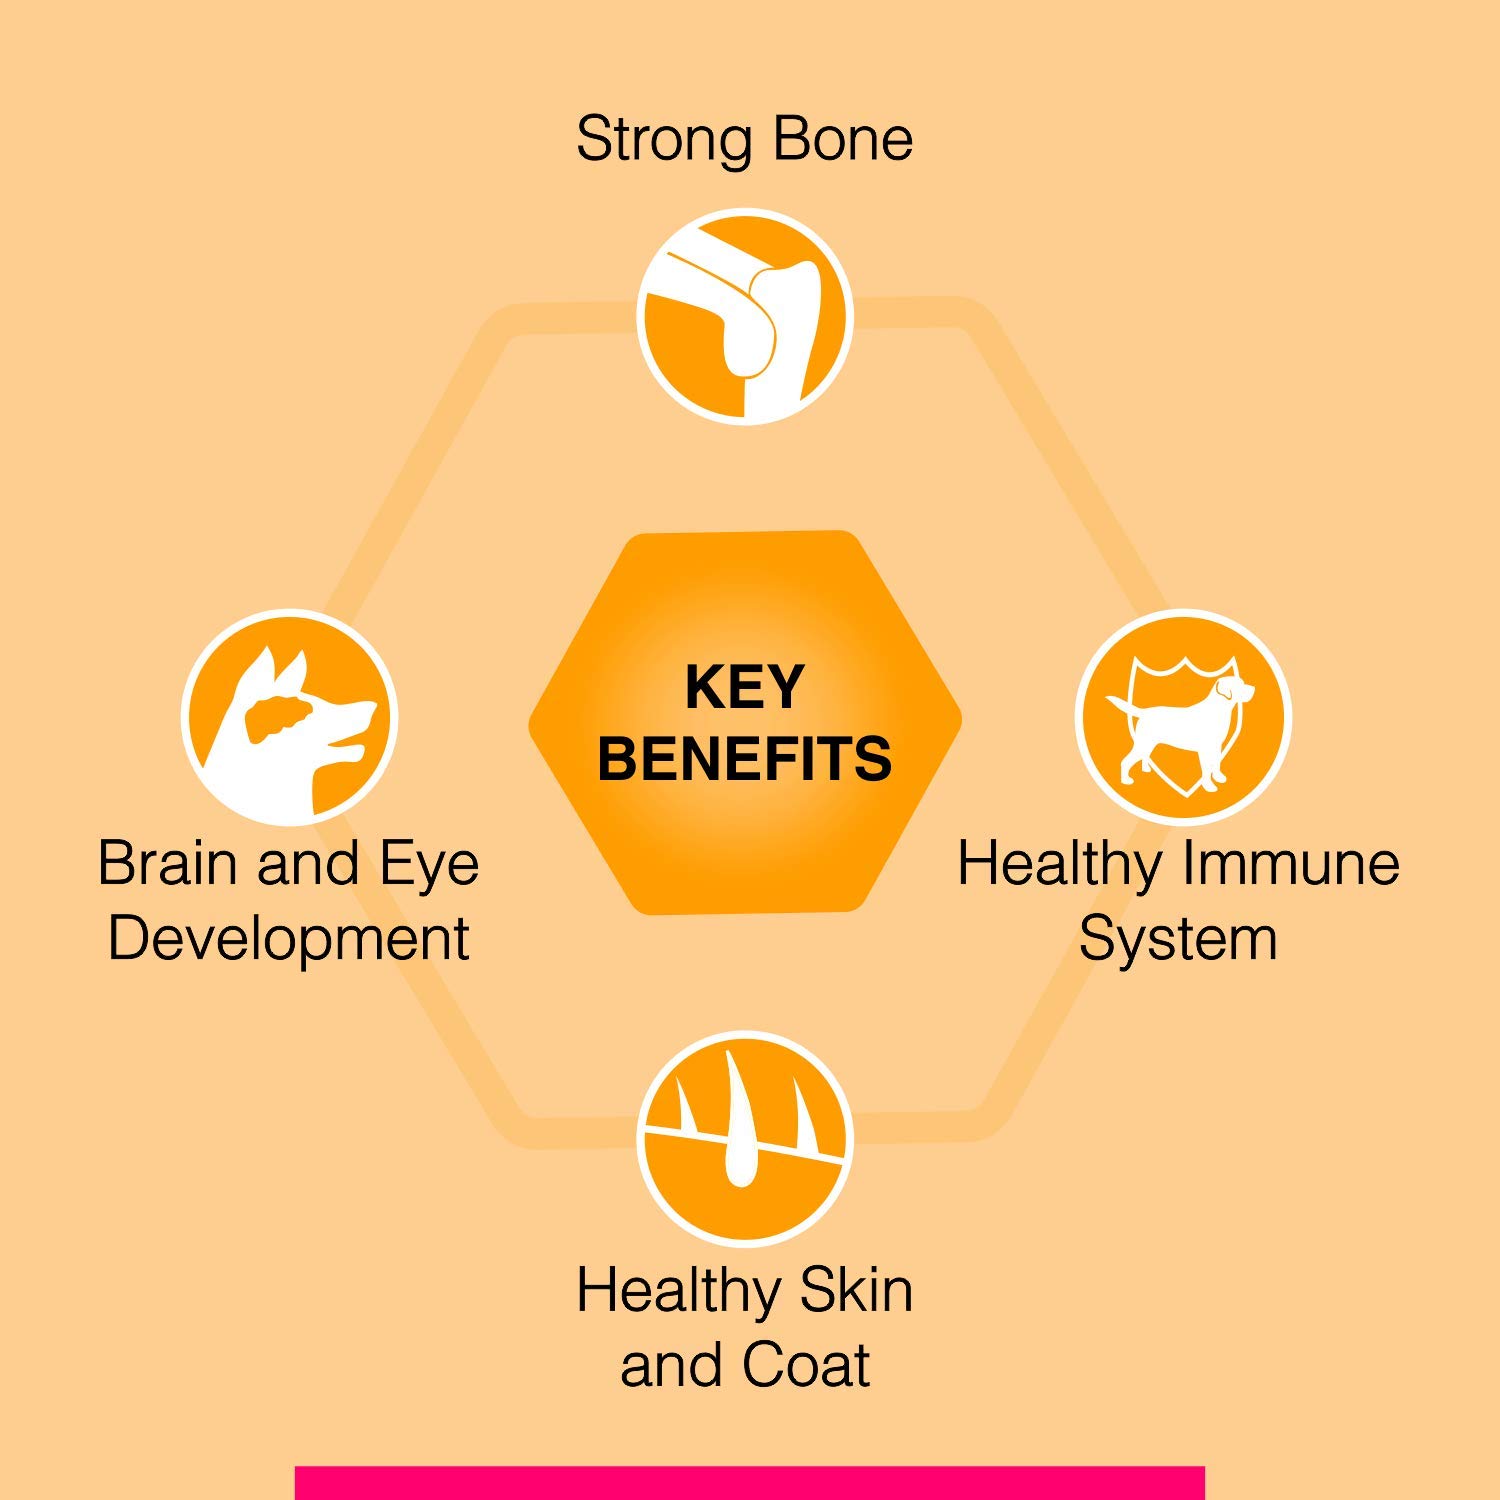 Strong Bone
KEY
BENEFITS
Brain and Eye
Development
Healthy Immune
System
Healthy Skin
and Coat